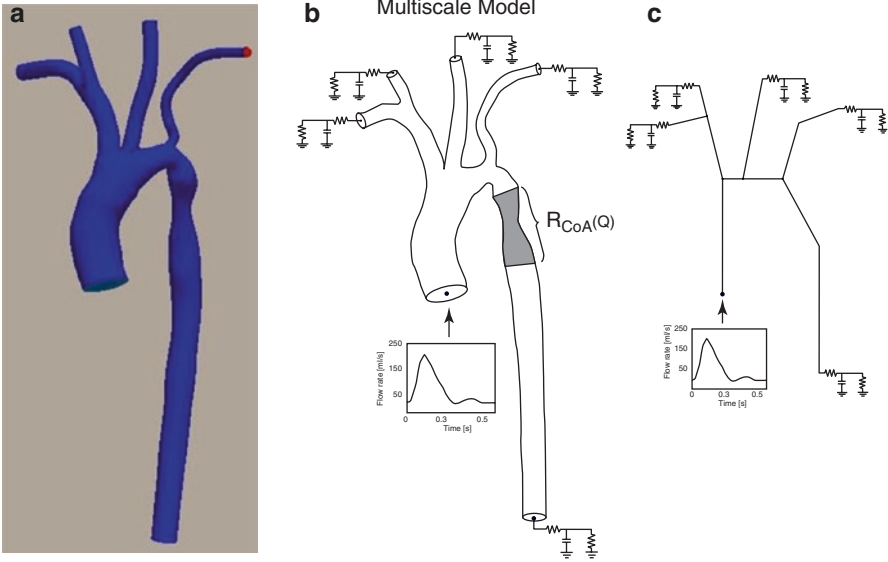 a
b
Multiscale Model
c
R_CoA(Q)
250
150
50
Flow rate [ml/s]
0 0.3 0.5
Time [s]
250
150
50
Flow rate [ml/s]
0 0.3 0.5
Time [s]